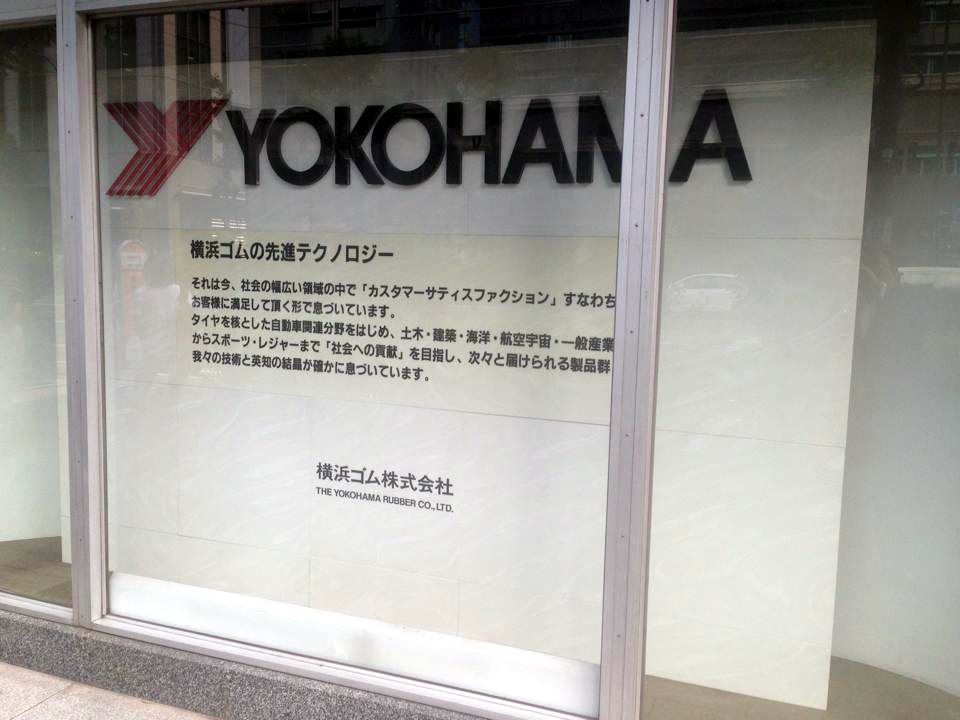 YOKOHAMA
横浜ゴムの先進テクノロジー
それは今、社会の幅広い領域の中で「カスタマーサティスファクション」すなわち
お客様に満足して頂く形で息づいています。
タイヤを核とした自動車関連分野をはじめ、土木・建築・海洋・航空宇宙・一般産業
からスポーツ・レジャーまで「社会への貢献」を目指し、次々と届けられる製品群
我々の技術と英知の結晶が確かに息づいています。
横浜ゴム株式会社
THE YOKOHAMA RUBBER CO.,LTD.